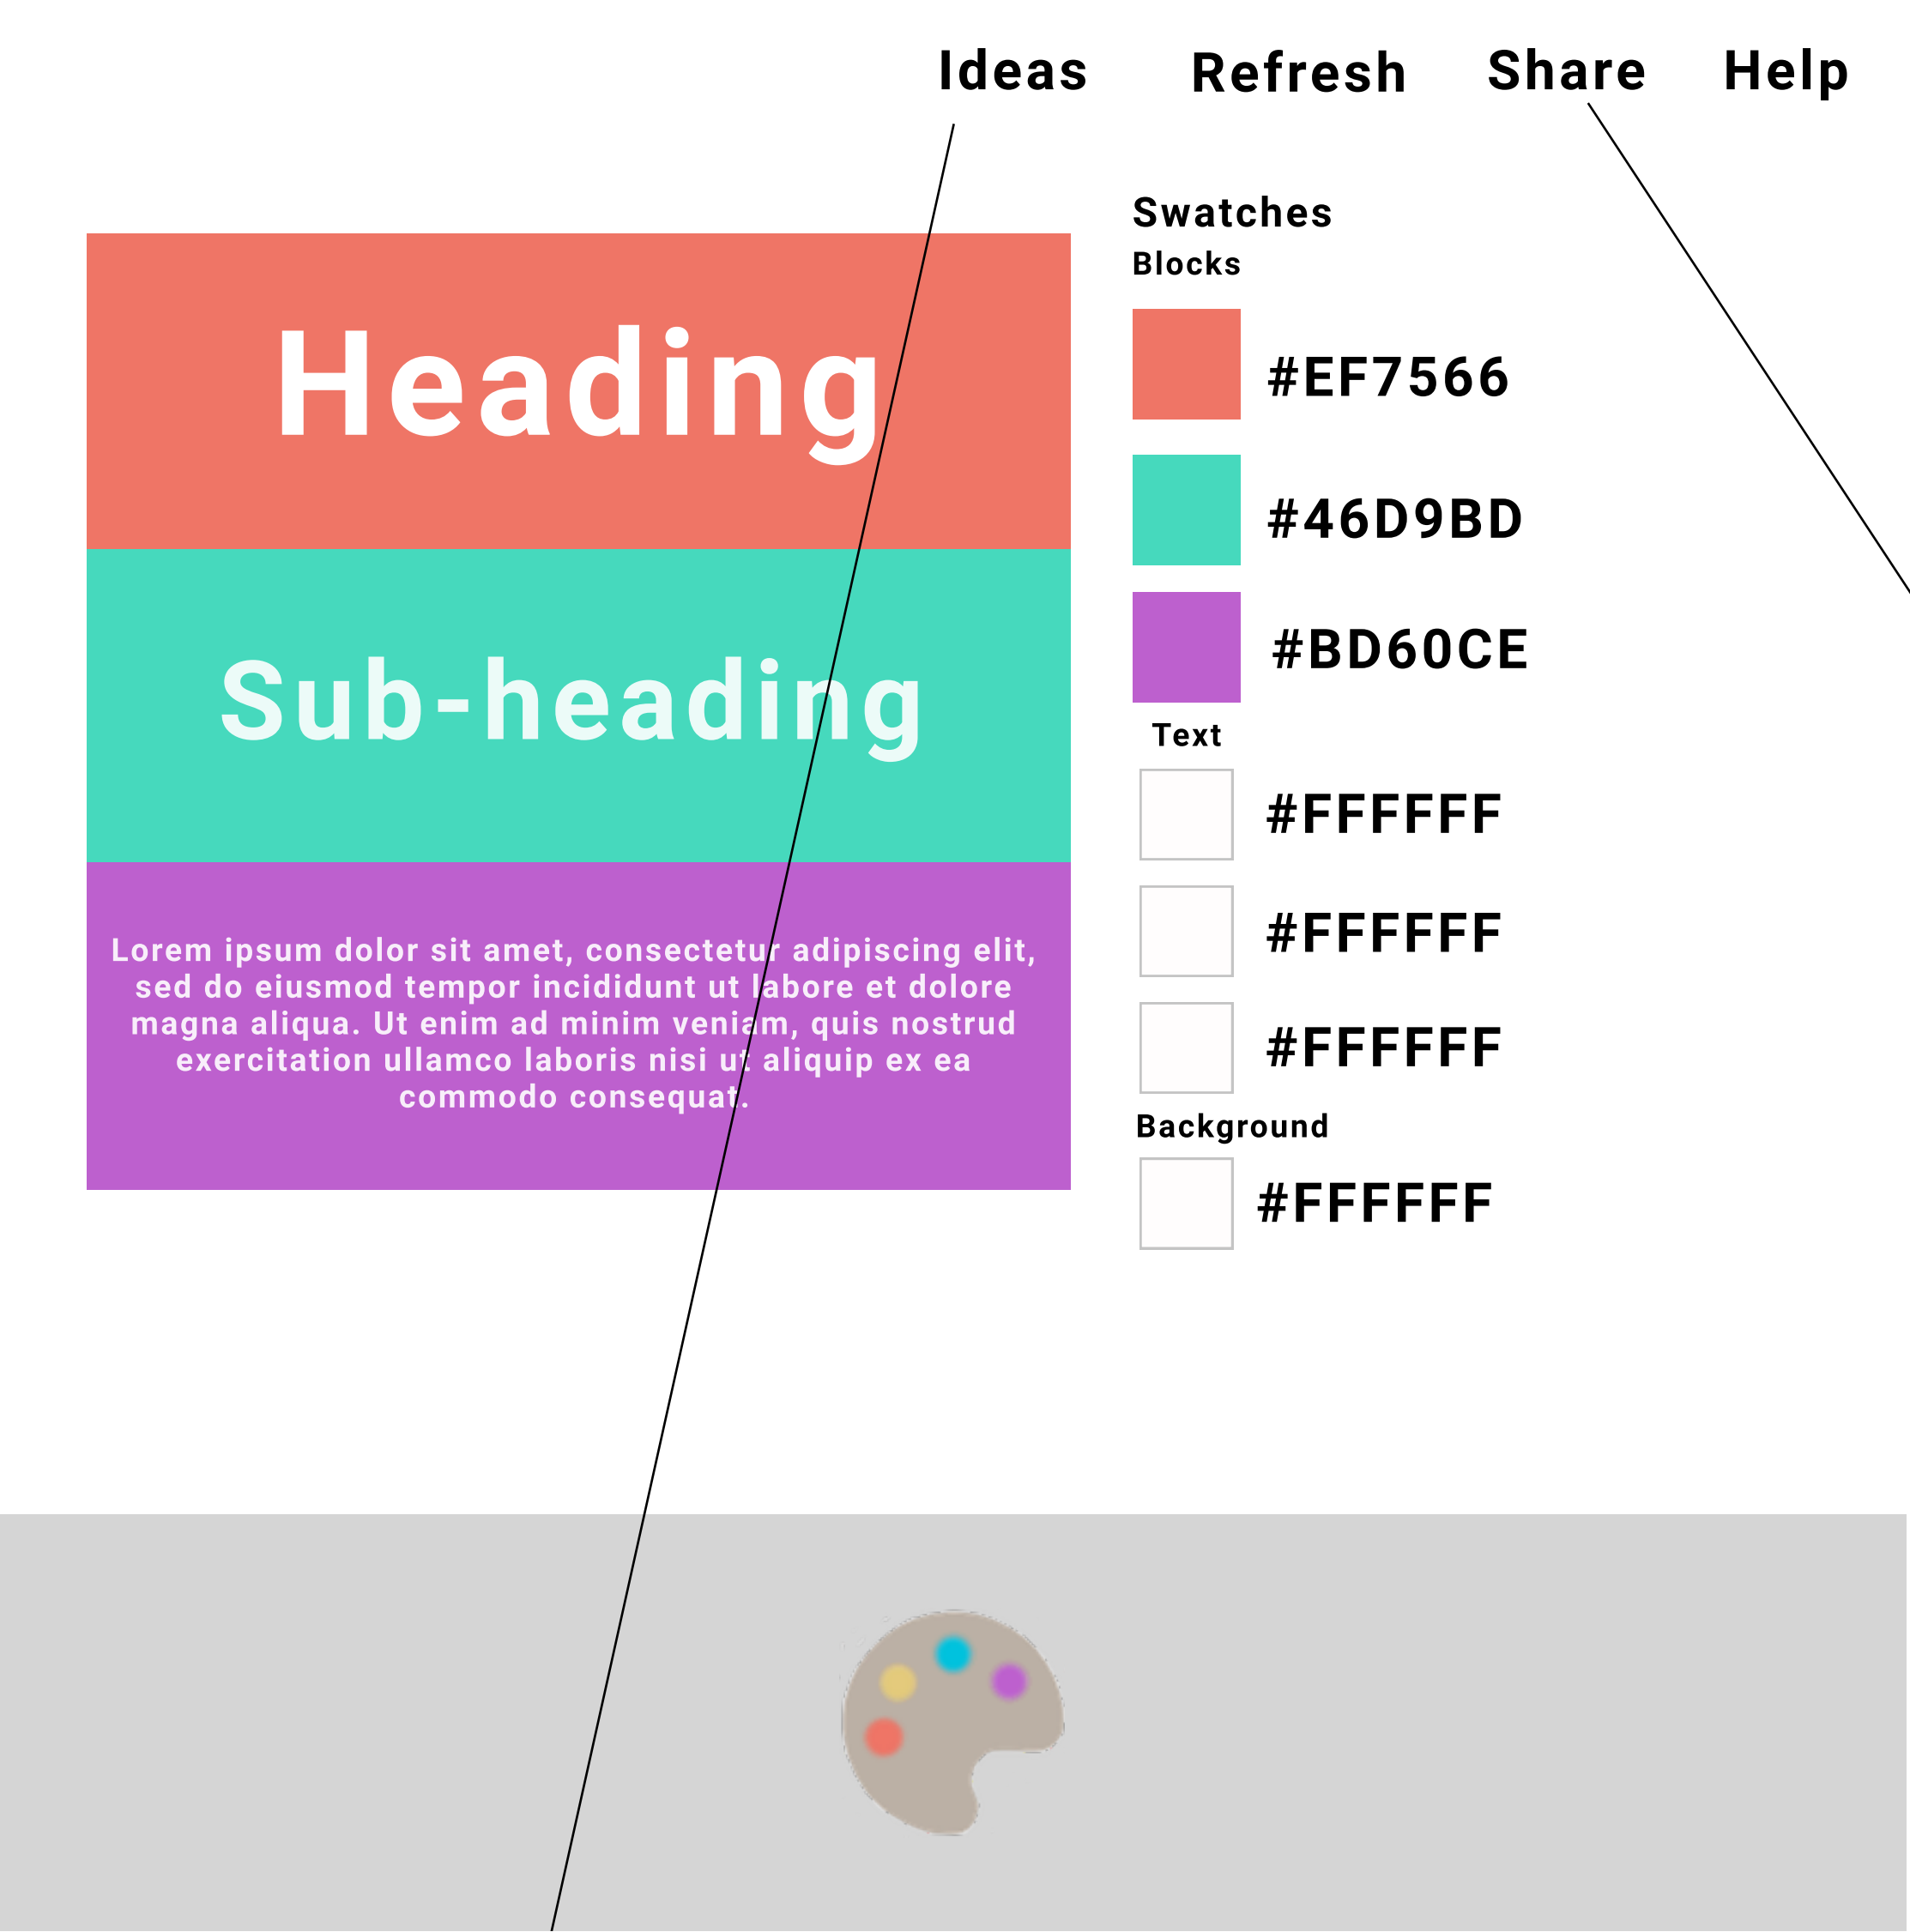 Ideas Refresh Share Help
Heading
Sub-heading
Lorem ipsum dolor sit amet, consectetur adipiscing elit,
sed do eiusmod tempor incididunt ut labore et dolore
magna aliqua. Ut enim ad minim veniam, quis nostrud
exercitation ullamco laboris nisi ut aliquip ex ea
commodo consequat.
Swatches
Blocks
#EF7566
#46D9BD
#BD60CE
Text
#FFFFFF
#FFFFFF
#FFFFFF
Background
#FFFFFF